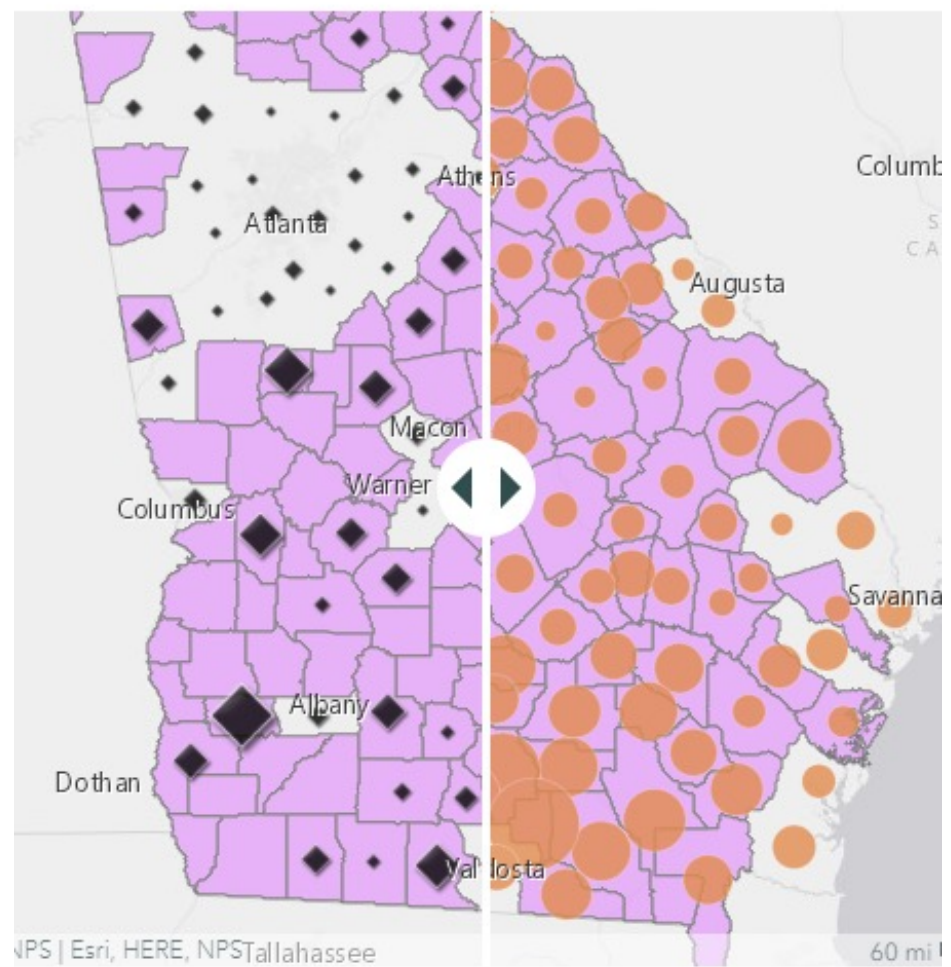 Columb
Athens
S
Atlanta
C A
Augusta
Macon
Warner
Columbus
Savanna
Albany
Dothan
Valdosta
NPS | Esri, HERE, NPS
Tallahassee
60 mi